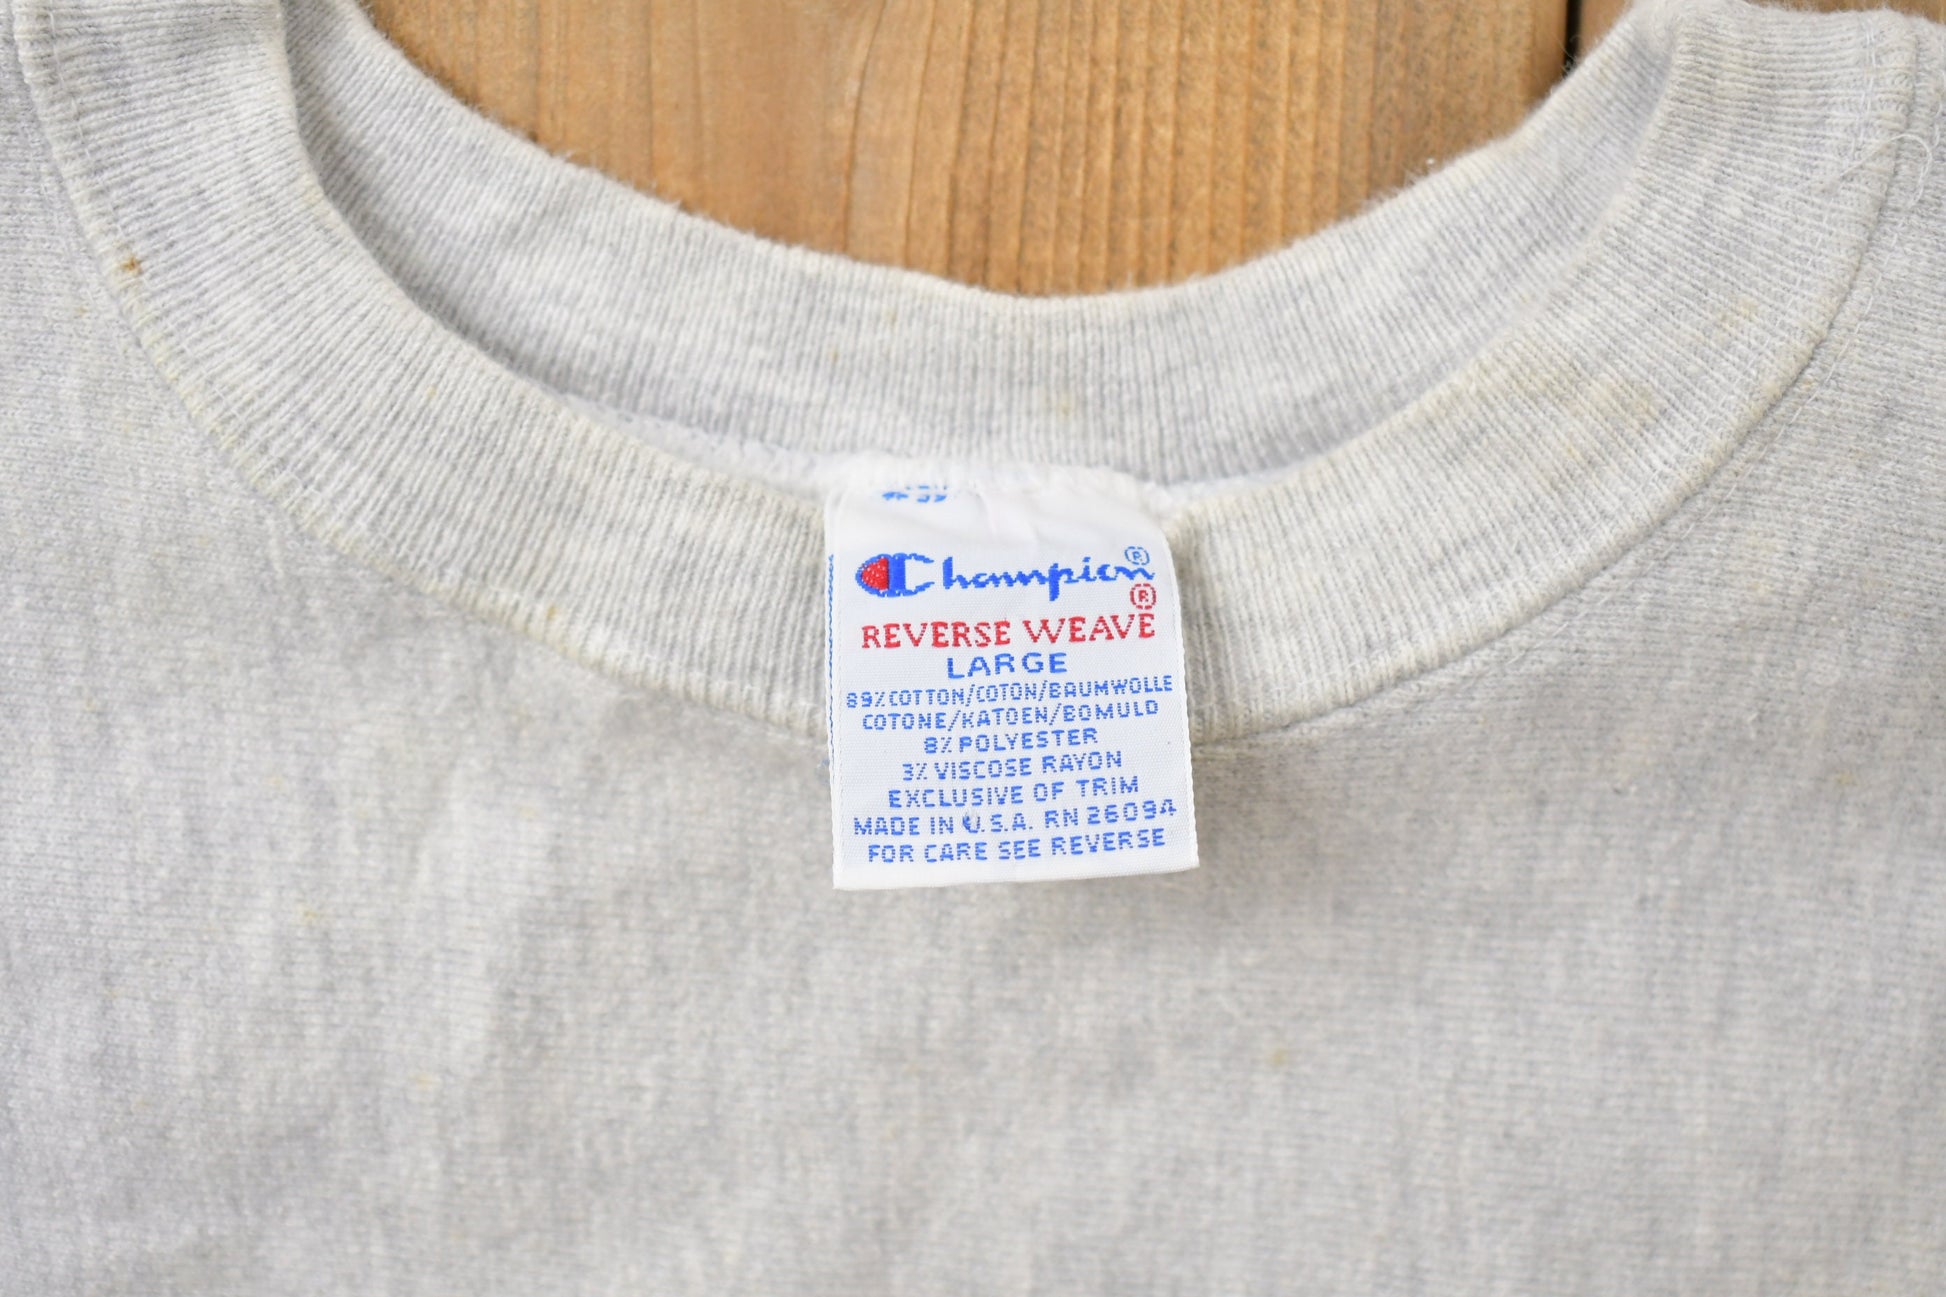 Champion®
®
REVERSE WEAVE
LARGE
89% COTTON/COTON/BAUMWOLLE
COTONE/KATOEN/BOMULD
8% POLYESTER
3% VISCOSE RAYON
EXCLUSIVE OF TRIM
MADE IN U.S.A. RN 26094
FOR CARE SEE REVERSE